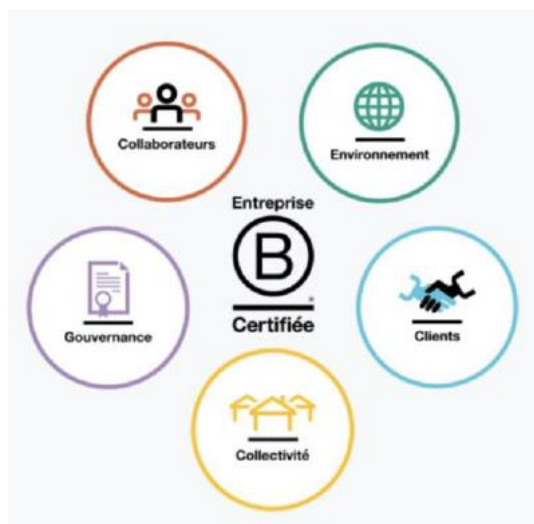 Collaborateurs
Environnement
Entreprise
B
Certifiée
Gouvernance
Clients
Collectivité